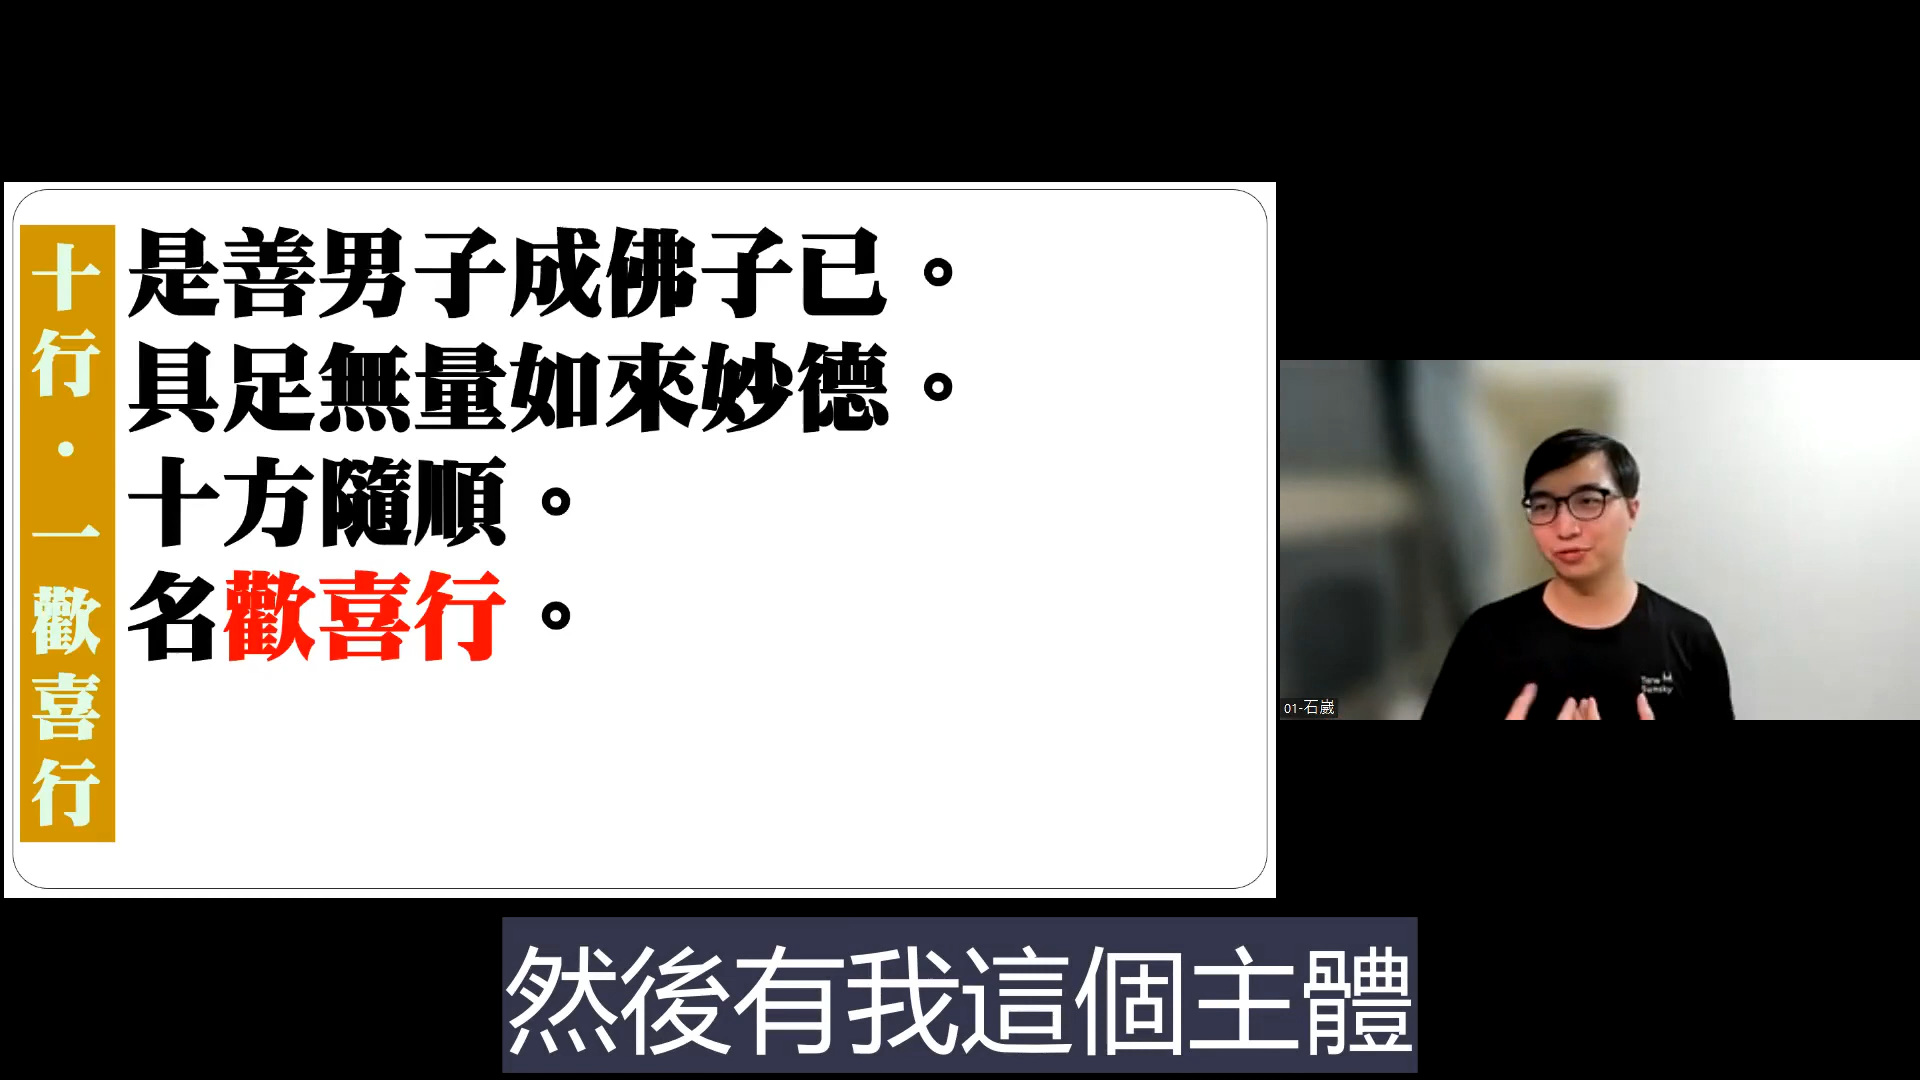 十行·一歡喜行
是善男子成佛子已。
具足無量如來妙德。
十方隨順。
名歡喜行。
01-石崴
然後有我這個主體